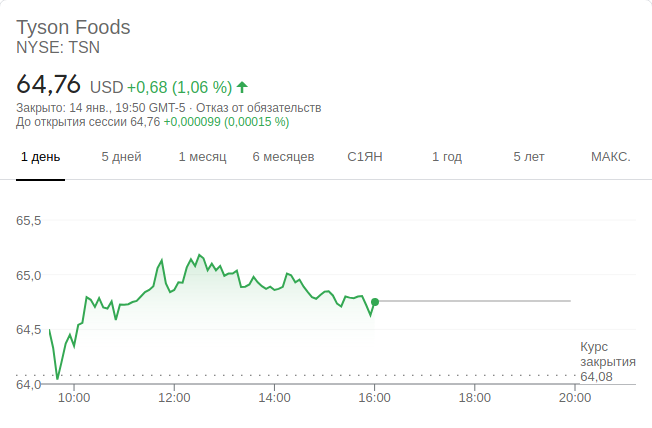 Tyson Foods
NYSE: TSN
64,76 USD +0,68 (1,06 %)
Закрыто: 14 янв., 19:50 GMT-5 · Отказ от обязательств
До открытия сессии 64,76 +0,000099 (0,00015 %)
1 день 5 дней 1 месяц 6 месяцев С1ЯН 1 год 5 лет МАКС.
65,5
65,0
64,5
Курс
закрытия
64,08
64,0
10:00 12:00 14:00 16:00 18:00 20:00